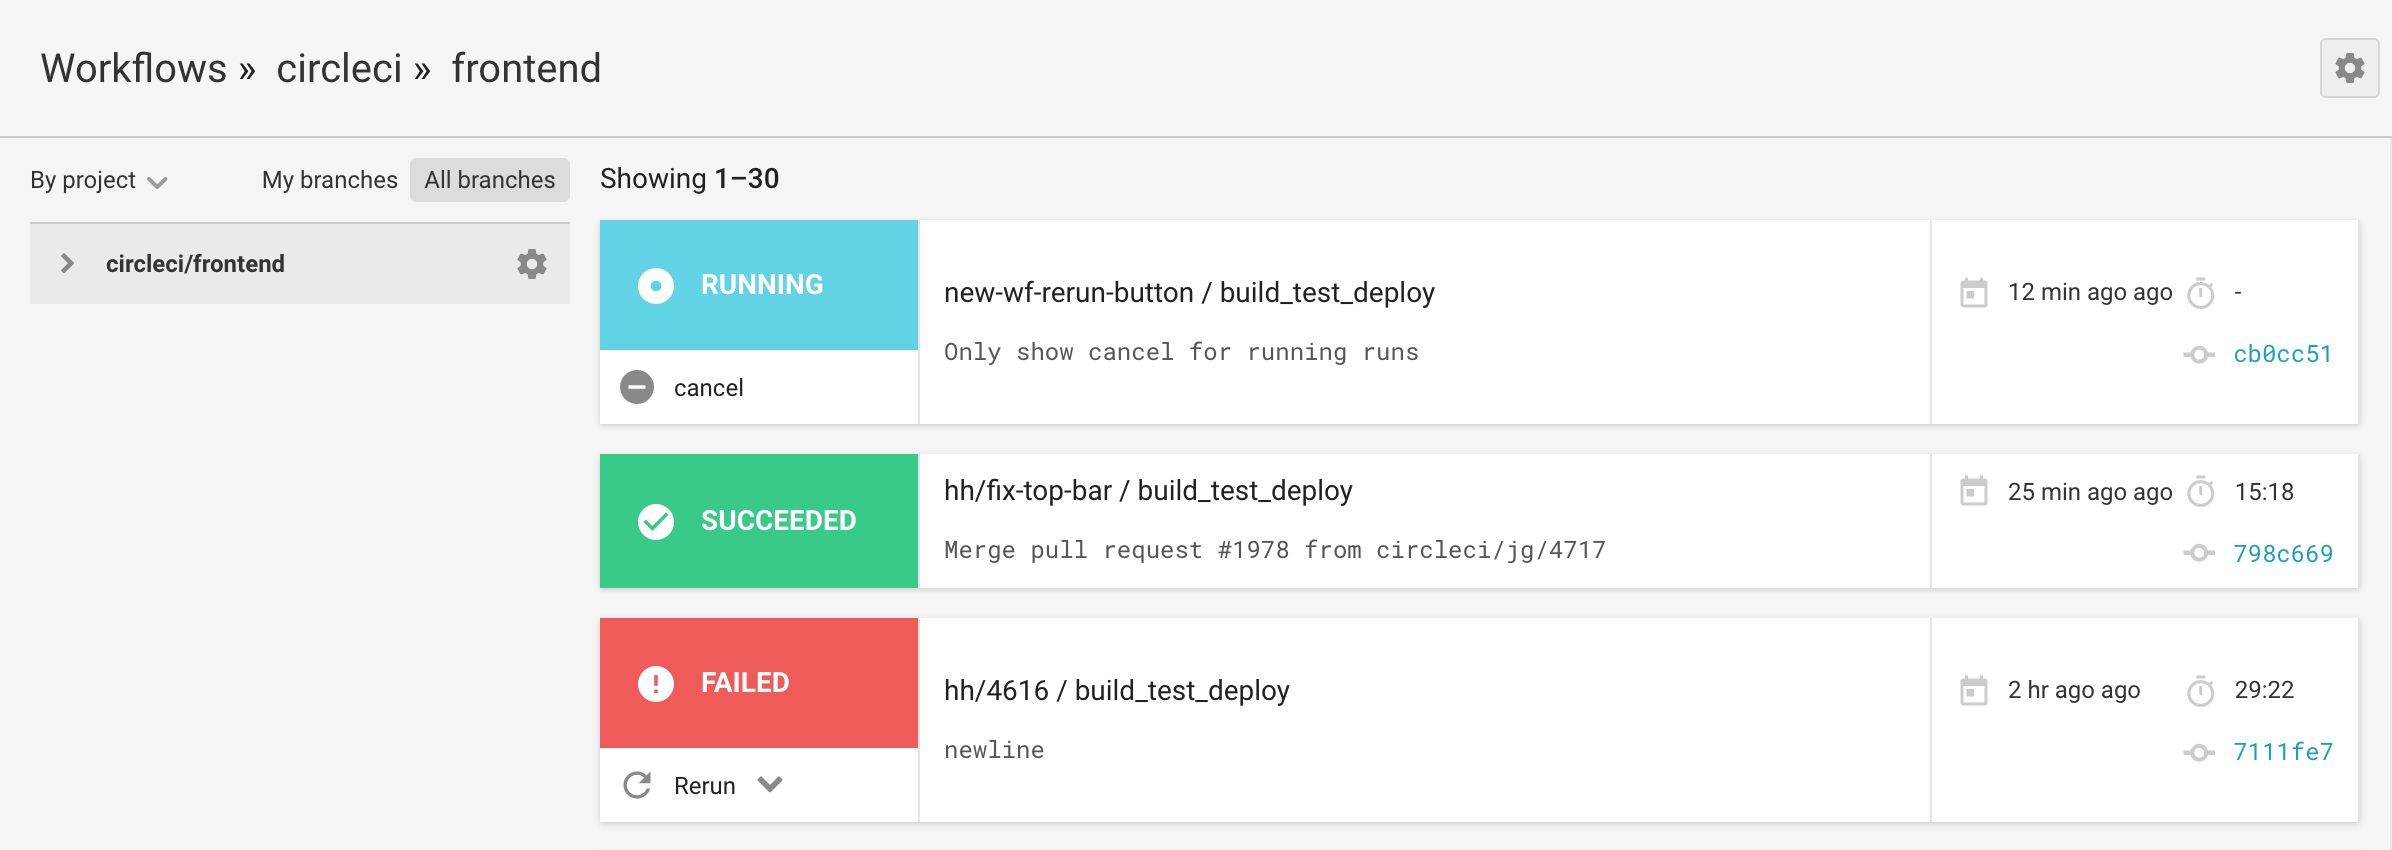 Workflows » circleci » frontend
By project My branches All branches
circleci/frontend
Showing 1–30
RUNNING
cancel
new-wf-rerun-button / build_test_deploy
Only show cancel for running runs
12 min ago ago -
cb0cc51
SUCCEEDED
hh/fix-top-bar / build_test_deploy
Merge pull request #1978 from circleci/jg/4717
25 min ago ago 15:18
798c669
FAILED
Rerun
hh/4616 / build_test_deploy
newline
2 hr ago ago 29:22
7111fe7